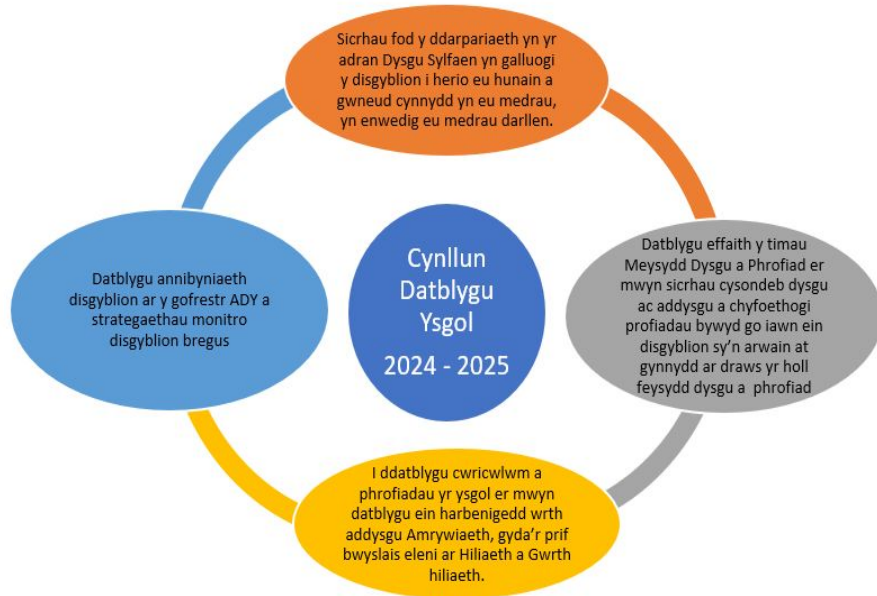 Sicrhau fod y ddarpariaeth yn yr
adran Dysgu Sylfaen yn galluogi
y disgyblion i herio eu hunain a
gwneud cynnydd yn eu medrau,
yn enwedig eu medrau darllen.
Datblygu annibyniaeth
disgyblion ar y gofrestr ADY a
strategaethau monitro
disgyblion bregus
Cynllun
Datblygu
Ysgol
2024 - 2025
Datblygu effaith y timau
Meysydd Dysgu a Phrofiad er
mwyn sicrhau cysondeb dysgu
ac addysgu a chyfoethogi
profiadau bywyd go iawn ein
disgyblion sy'n arwain at
gynnydd ar draws yr holl
feysydd dysgu a phrofiad
I ddatblygu cwricwlwm a
phrofiadau yr ysgol er mwyn
datblygu ein harbenigedd wrth
addysgu Amrywiaeth, gyda'r prif
bwyslais eleni ar Hiliaeth a Gwrth
hiliaeth.